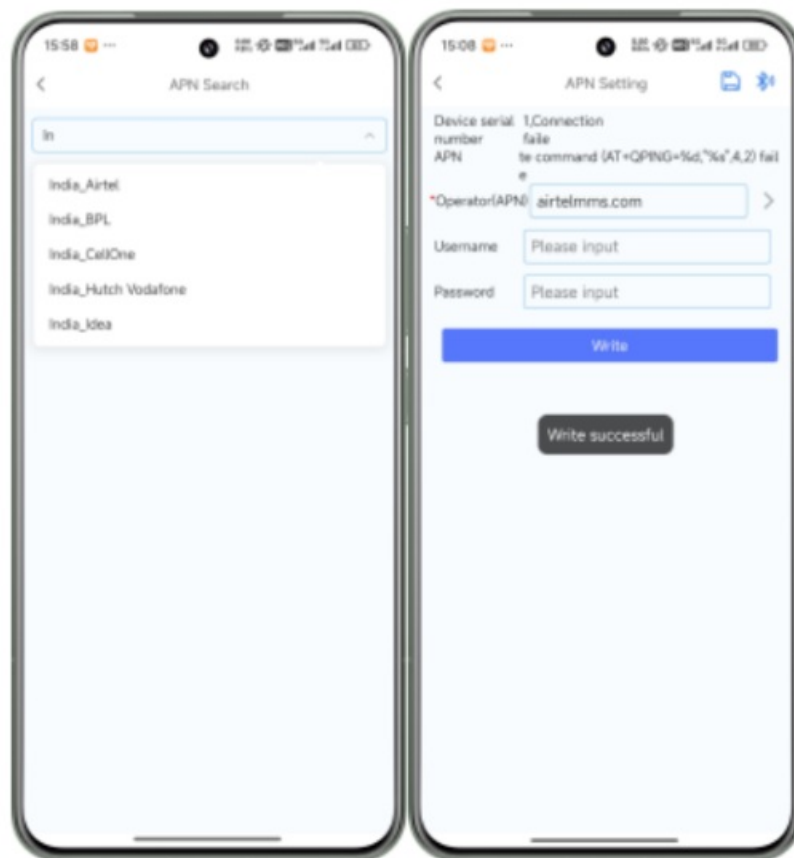 15:58
APN Search
In
India_Airtel
India_BPL
India_CellOne
India_Hutch Vodafone
India_Idea
15:08
APN Setting
Device serial number 1,Connection faile
APN te command (AT+QPING=%d,"%s",4,2) faile
*Operator(APN) airtelmms.com
Username Please input
Password Please input
Write
Write successful